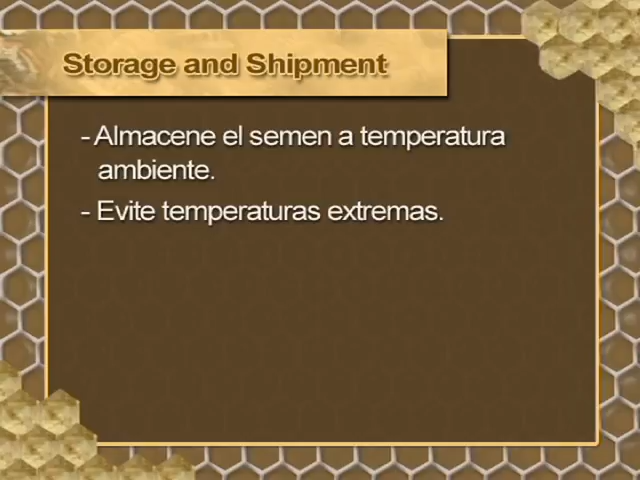 Storage and Shipment
- Almacene el semen a temperatura
ambiente.
- Evite temperaturas extremas.